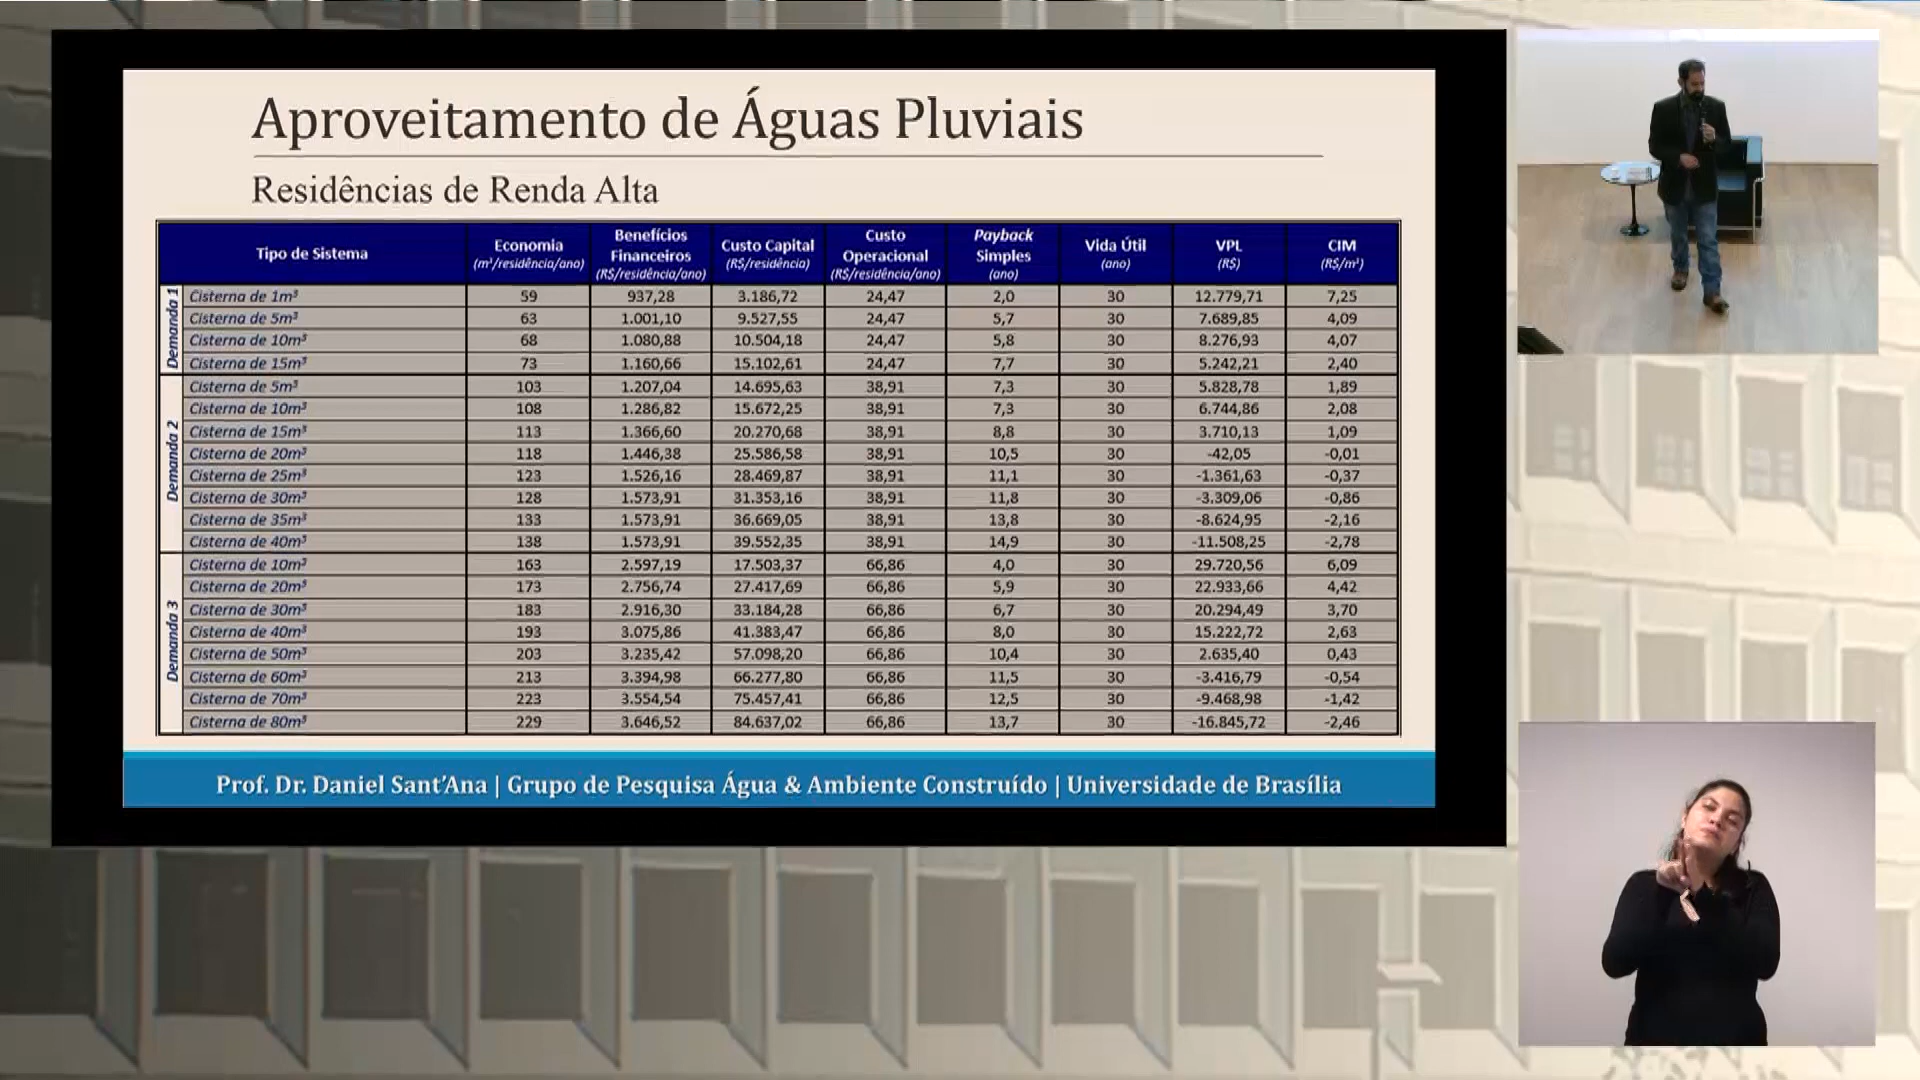 Aproveitamento de Águas Pluviais
Residências de Renda Alta
Tipo de Sistema Economia (m³/residência/ano) Benefícios Financeiros (R$/residência/ano) Custo Capital (R$/residência) Custo Operacional (R$/residência/ano) Payback Simples (ano) Vida Útil (ano) VPL (R$) CIM (R$/m³)
Demanda 1
Cisterna de 1m³ 59 937,28 3.186,72 24,47 2,0 30 12.779,71 7,25
Cisterna de 5m³ 63 1.001,10 9.527,55 24,47 5,7 30 7.689,85 4,09
Cisterna de 10m³ 68 1.080,88 10.504,18 24,47 5,8 30 8.276,93 4,07
Cisterna de 15m³ 73 1.160,66 15.102,61 24,47 7,7 30 5.242,21 2,40
Demanda 2
Cisterna de 5m³ 103 1.207,04 14.695,63 38,91 7,3 30 5.828,78 1,89
Cisterna de 10m³ 108 1.286,82 15.672,25 38,91 7,3 30 6.744,86 2,08
Cisterna de 15m³ 113 1.366,60 20.270,68 38,91 8,8 30 3.710,13 1,09
Cisterna de 20m³ 118 1.446,38 25.586,58 38,91 10,5 30 -42,05 -0,01
Cisterna de 25m³ 123 1.526,16 28.469,87 38,91 11,1 30 -1.361,63 -0,37
Cisterna de 30m³ 128 1.573,91 31.353,16 38,91 11,8 30 -3.309,06 -0,86
Cisterna de 35m³ 133 1.573,91 36.669,05 38,91 13,8 30 -8.624,95 -2,16
Cisterna de 40m³ 138 1.573,91 39.552,35 38,91 14,9 30 -11.508,25 -2,78
Demanda 3
Cisterna de 10m³ 163 2.597,19 17.503,37 66,86 4,0 30 29.720,56 6,09
Cisterna de 20m³ 173 2.756,74 27.417,69 66,86 5,9 30 22.933,66 4,42
Cisterna de 30m³ 183 2.916,30 33.184,28 66,86 6,7 30 20.294,49 3,70
Cisterna de 40m³ 193 3.075,86 41.383,47 66,86 8,0 30 15.222,72 2,63
Cisterna de 50m³ 203 3.235,42 57.098,20 66,86 10,4 30 2.635,40 0,43
Cisterna de 60m³ 213 3.394,98 66.277,80 66,86 11,5 30 -3.416,79 -0,54
Cisterna de 70m³ 223 3.554,54 75.457,41 66,86 12,5 30 -9.468,98 -1,42
Cisterna de 80m³ 229 3.646,52 84.637,02 66,86 13,7 30 -16.845,72 -2,46
Prof. Dr. Daniel Sant'Ana | Grupo de Pesquisa Água & Ambiente Construído | Universidade de Brasília